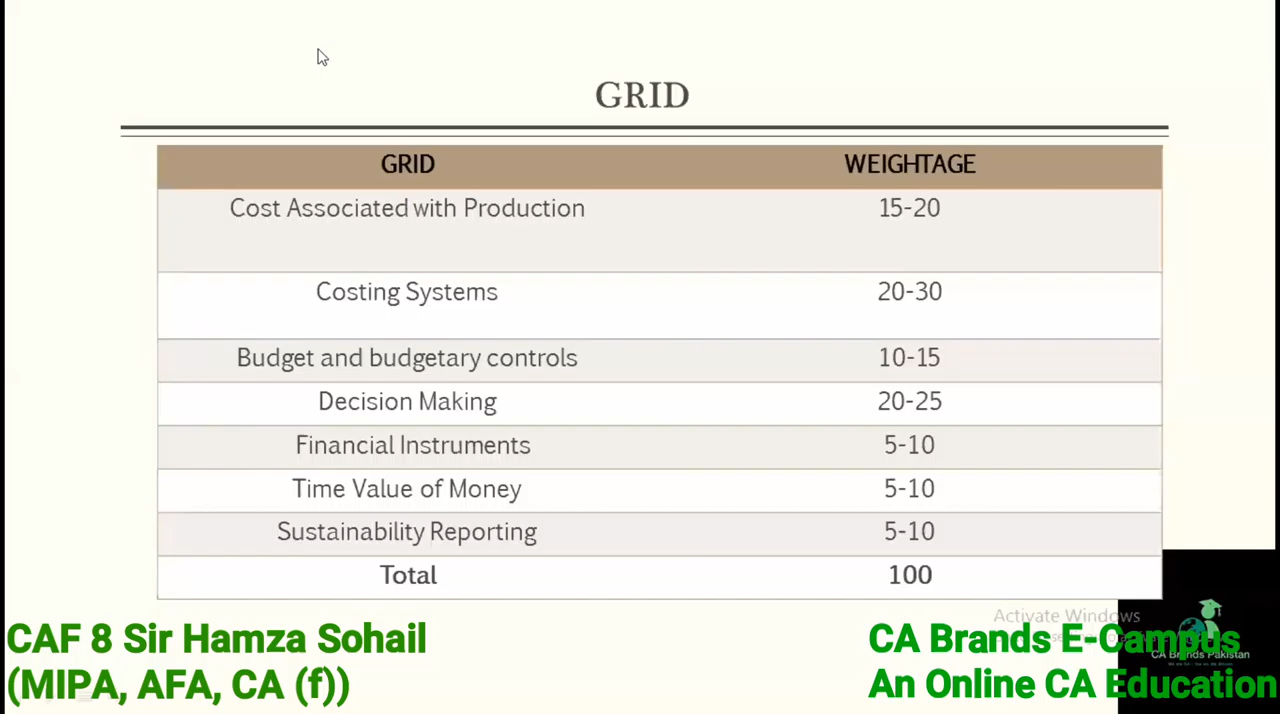 GRID
GRID WEIGHTAGE
Cost Associated with Production 15-20
Costing Systems 20-30
Budget and budgetary controls 10-15
Decision Making 20-25
Financial Instruments 5-10
Time Value of Money 5-10
Sustainability Reporting 5-10
Total 100
Activate Windows
CAF 8 Sir Hamza Sohail
(MIPA, AFA, CA (f))
CA Brands E-Campus
CA Brands Pakistan
An Online CA Education